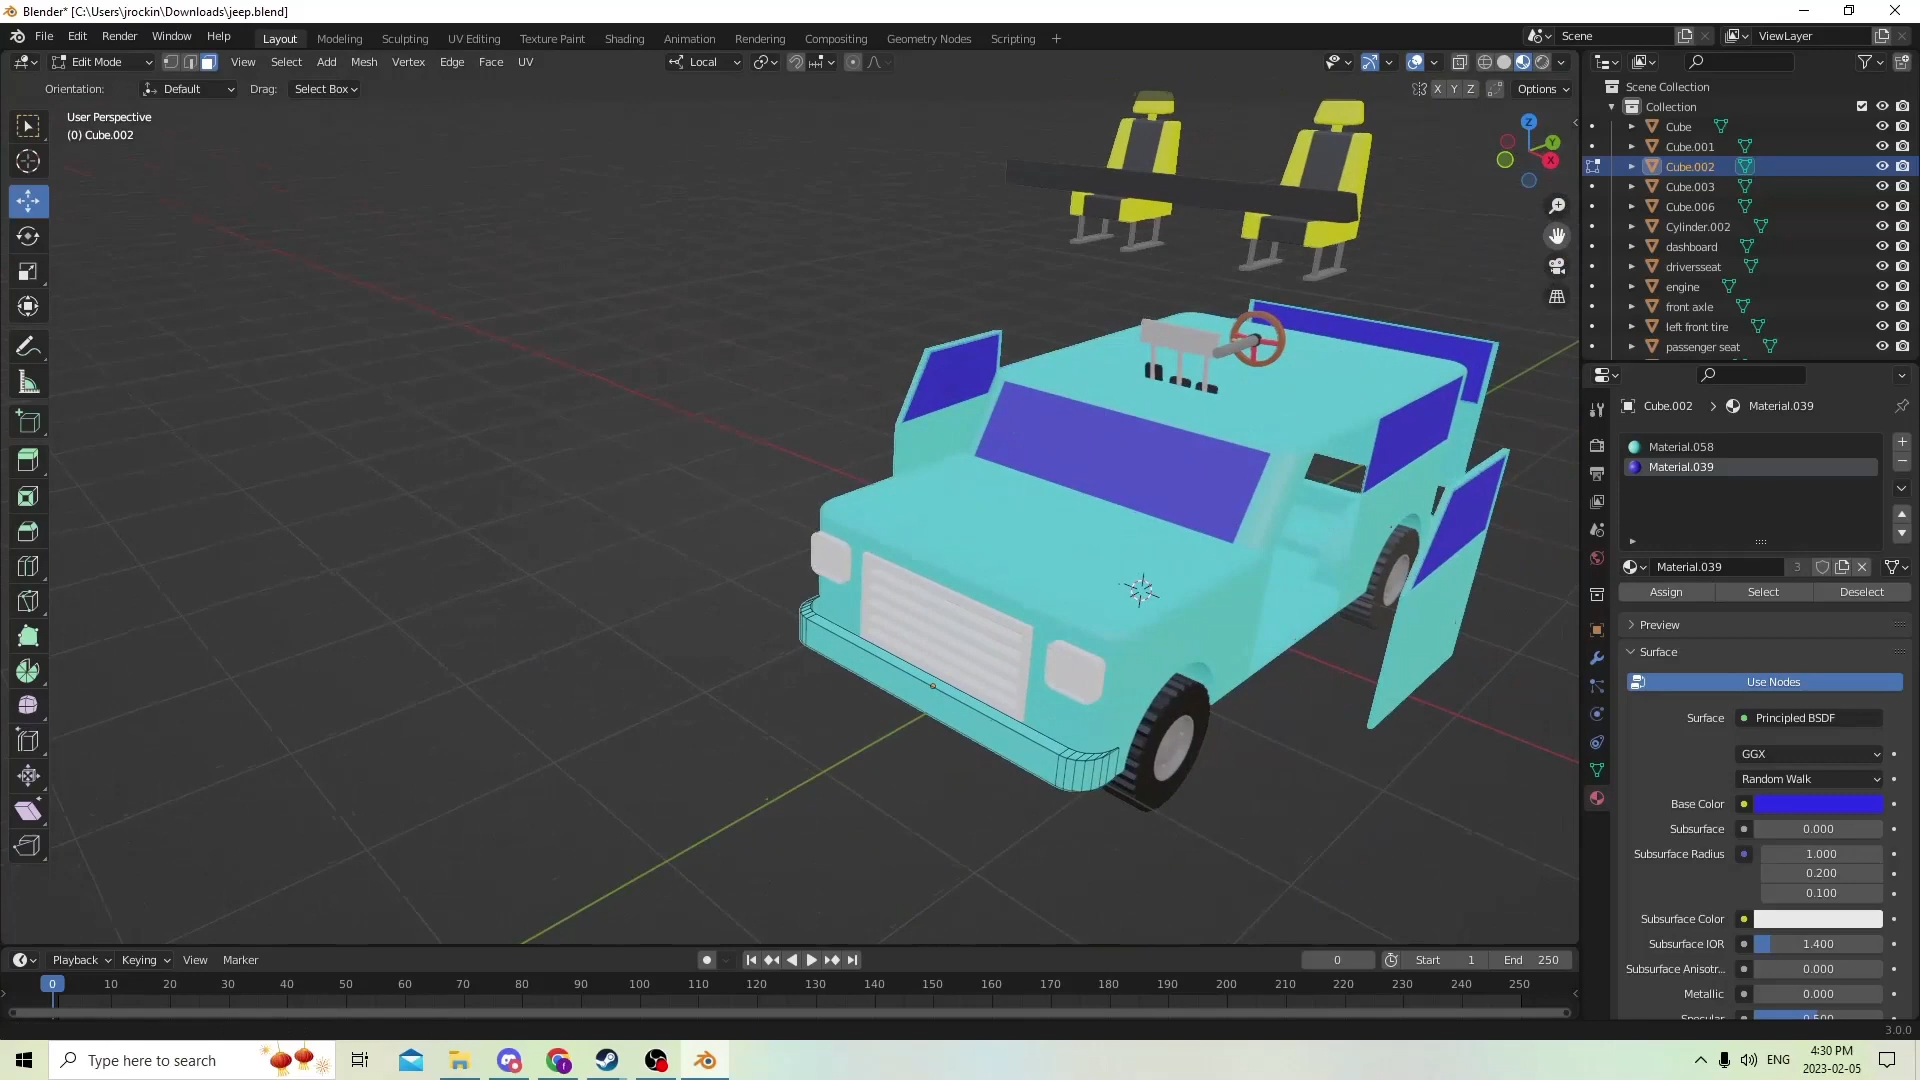 Blender* [C:\Users\jrockin\Downloads\jeep.blend]
File Edit Render Window Help Layout Modeling Sculpting UV Editing Texture Paint Shading Animation Rendering Compositing Geometry Nodes Scripting + Scene ViewLayer
Edit Mode View Select Add Mesh Vertex Edge Face UV Local
Orientation: Default Drag: Select Box X Y Z Options
User Perspective
(0) Cube.002
Z
Y
X
Scene Collection
Collection
Cube
Cube.001
Cube.002
Cube.003
Cube.006
Cylinder.002
dashboard
driversseat
engine
front axle
left front tire
passenger seat
Cube.002 > Material.039
Material.058
Material.039
Material.039 3
Assign Select Deselect
Preview
Surface
Use Nodes
Surface Principled BSDF
GGX
Random Walk
Base Color
Subsurface 0.000
Subsurface Radius 1.000
0.200
0.100
Subsurface Color
Subsurface IOR 1.400
Subsurface Anisotr... 0.000
Metallic 0.000
Specular 0.500
Playback Keying View Marker 0 Start 1 End 250
0 10 20 30 40 50 60 70 80 90 100 110 120 130 140 150 160 170 180 190 200 210 220 230 240 250
3.0.0
Type here to search
ENG
4:30 PM
2023-02-05